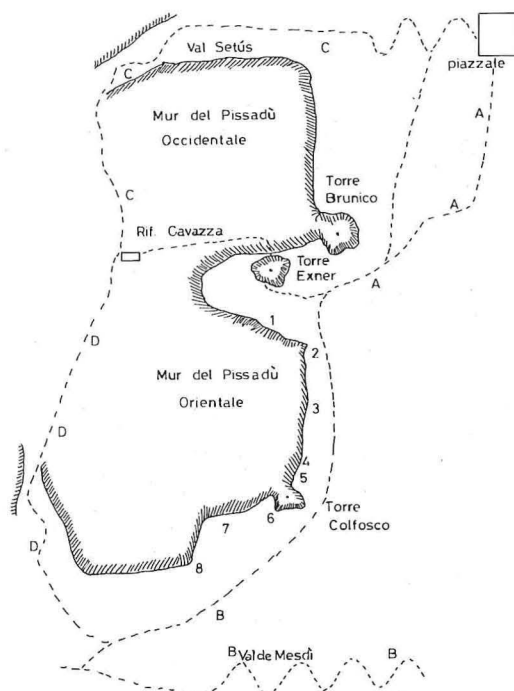 Val Setús
C
piazzale
C
Mur del Pissadù
Occidentale
A
Torre
Brunico
C
A
Rif. Cavazza
Torre
Exner
A
1
D
2
Mur del Pissadù
Orientale
3
D
4
5
6
Torre
Colfosco
7
D
8
B
B
Val de Mesdì
B